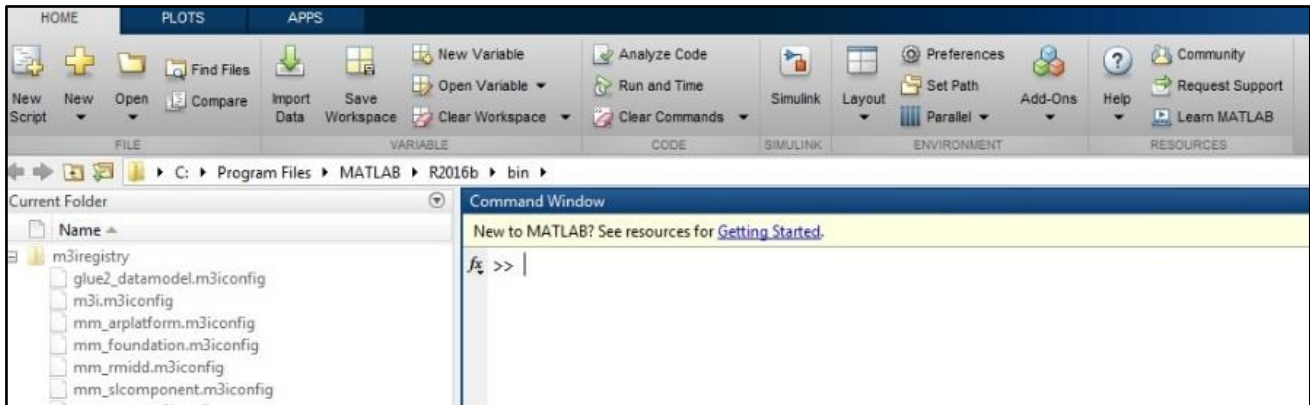 HOME PLOTS APPS
New Script
New
Open
Find Files
Compare
FILE
Import Data
Save Workspace
New Variable
Open Variable
Clear Workspace
VARIABLE
Analyze Code
Run and Time
Clear Commands
CODE
Simulink
SIMULINK
Layout
Preferences
Set Path
Parallel
Add-Ons
ENVIRONMENT
Help
Community
Request Support
Learn MATLAB
RESOURCES
C: Program Files MATLAB R2016b bin
Current Folder
Name
m3iregistry
glue2_datamodel.m3iconfig
m3i.m3iconfig
mm_arplatform.m3iconfig
mm_foundation.m3iconfig
mm_rmidd.m3iconfig
mm_slcomponent.m3iconfig
Command Window
New to MATLAB? See resources for Getting Started.
fx >>